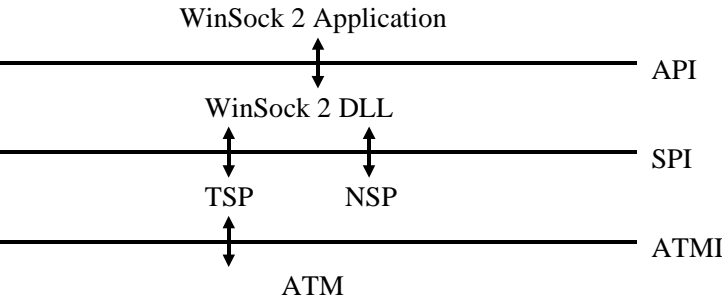 WinSock 2 Application
API
WinSock 2 DLL
SPI
TSP NSP
ATMI
ATM